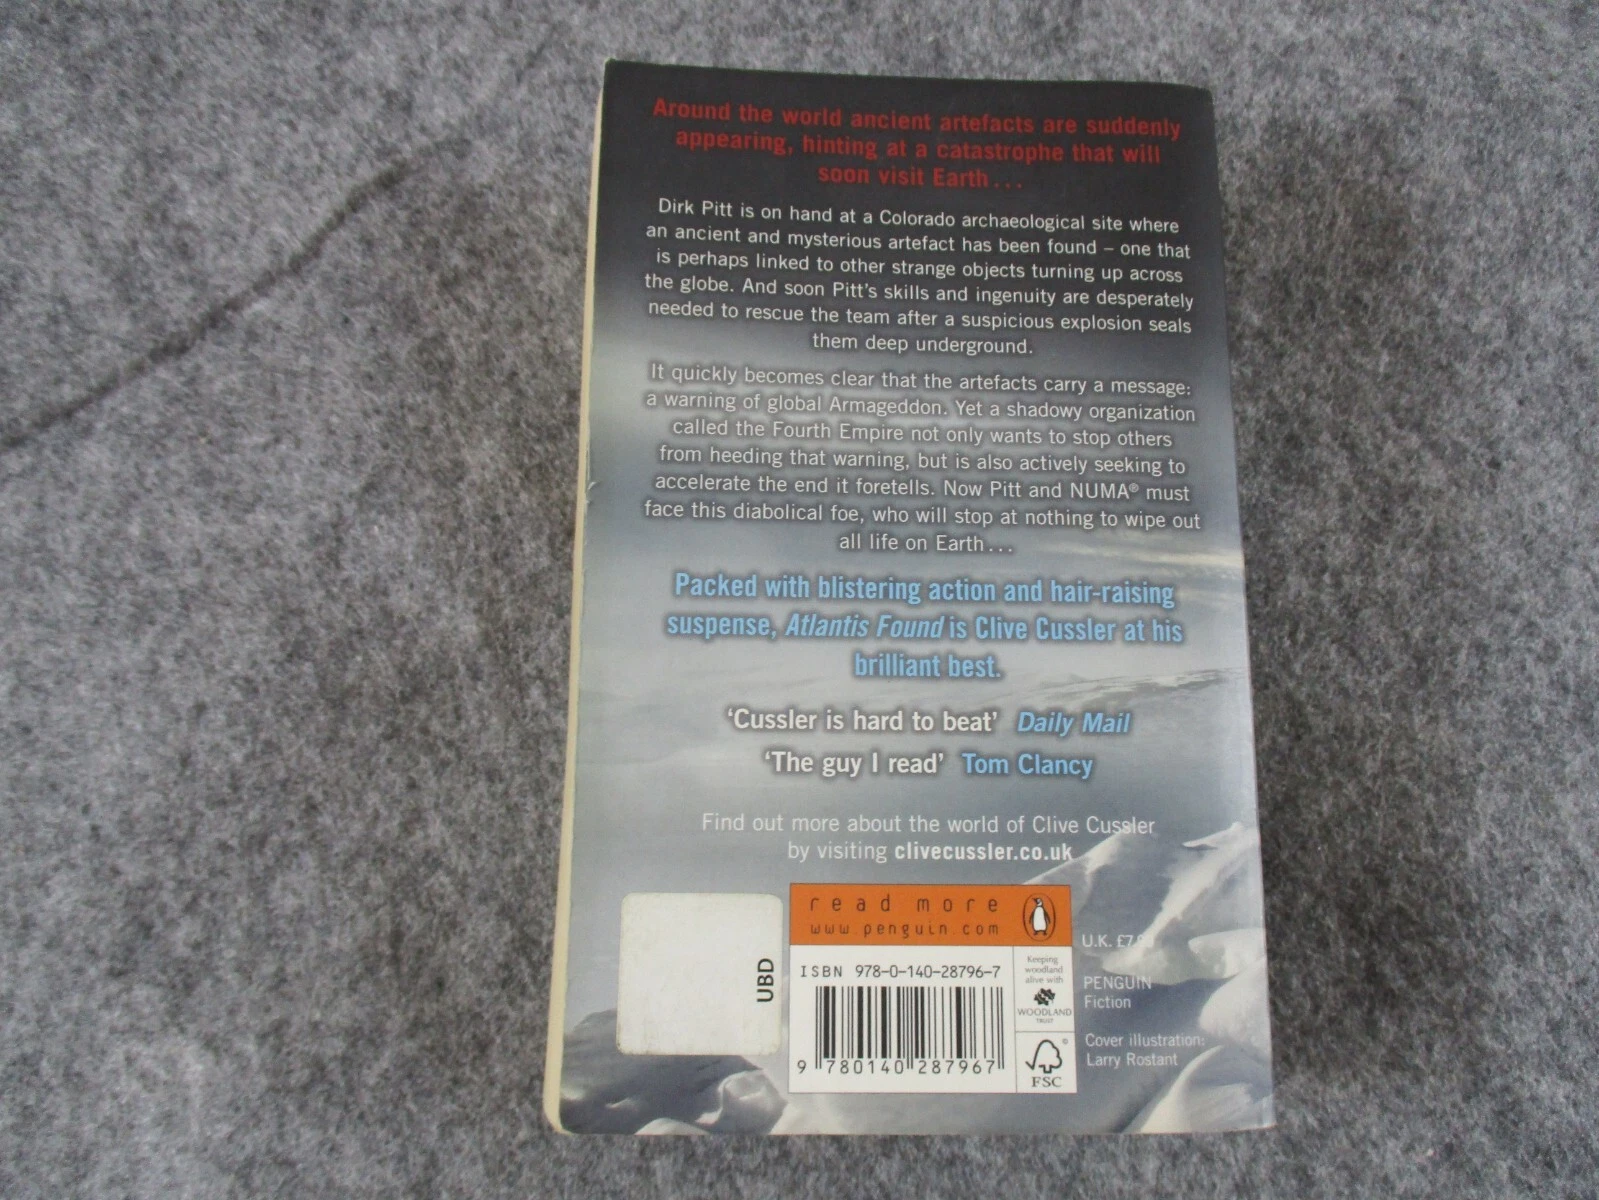 Around the world ancient artefacts are suddenly
appearing, hinting at a catastrophe that will
soon visit Earth...
Dirk Pitt is on hand at a Colorado archaeological site where
an ancient and mysterious artefact has been found – one that
is perhaps linked to other strange objects turning up across
the globe. And soon Pitt's skills and ingenuity are desperately
needed to rescue the team after a suspicious explosion seals
them deep underground.
It quickly becomes clear that the artefacts carry a message:
a warning of global Armageddon. Yet a shadowy organization
called the Fourth Empire not only wants to stop others
from heeding that warning, but is also actively seeking to
accelerate the end it foretells. Now Pitt and NUMA® must
face this diabolical foe, who will stop at nothing to wipe out
all life on Earth...
Packed with blistering action and hair-raising
suspense, Atlantis Found is Clive Cussler at his
brilliant best.
'Cussler is hard to beat' Daily Mail
'The guy I read' Tom Clancy
Find out more about the world of Clive Cussler
by visiting clivecussler.co.uk
UBD
read more
www.penguin.com
ISBN 978-0-140-28796-7
9 780140 287967
Keeping
woodland
alive with
WOODLAND
TRUST
FSC
U.K.
PENGUIN
Fiction
Cover illustration:
Larry Rostant